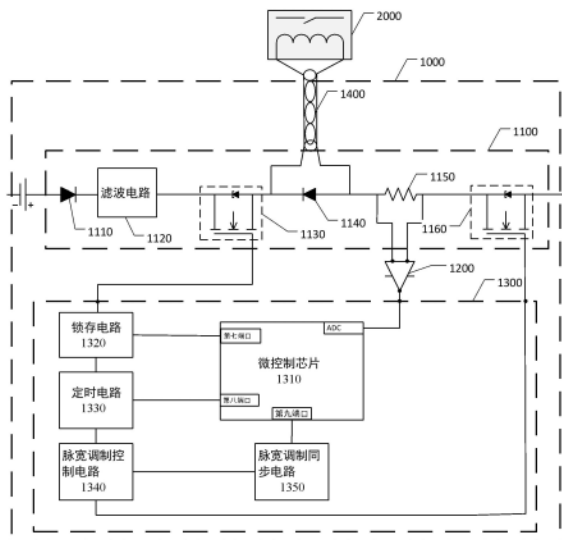 2000
1000
1400
1100
1150
滤波电路
1110
1120
1130
1140
1160
1200
1300
锁存电路
1320
第七端口
ADC
微控制芯片
1310
定时电路
1330
第八端口
第九端口
脉宽调制控
制电路
1340
脉宽调制同
步电路
1350